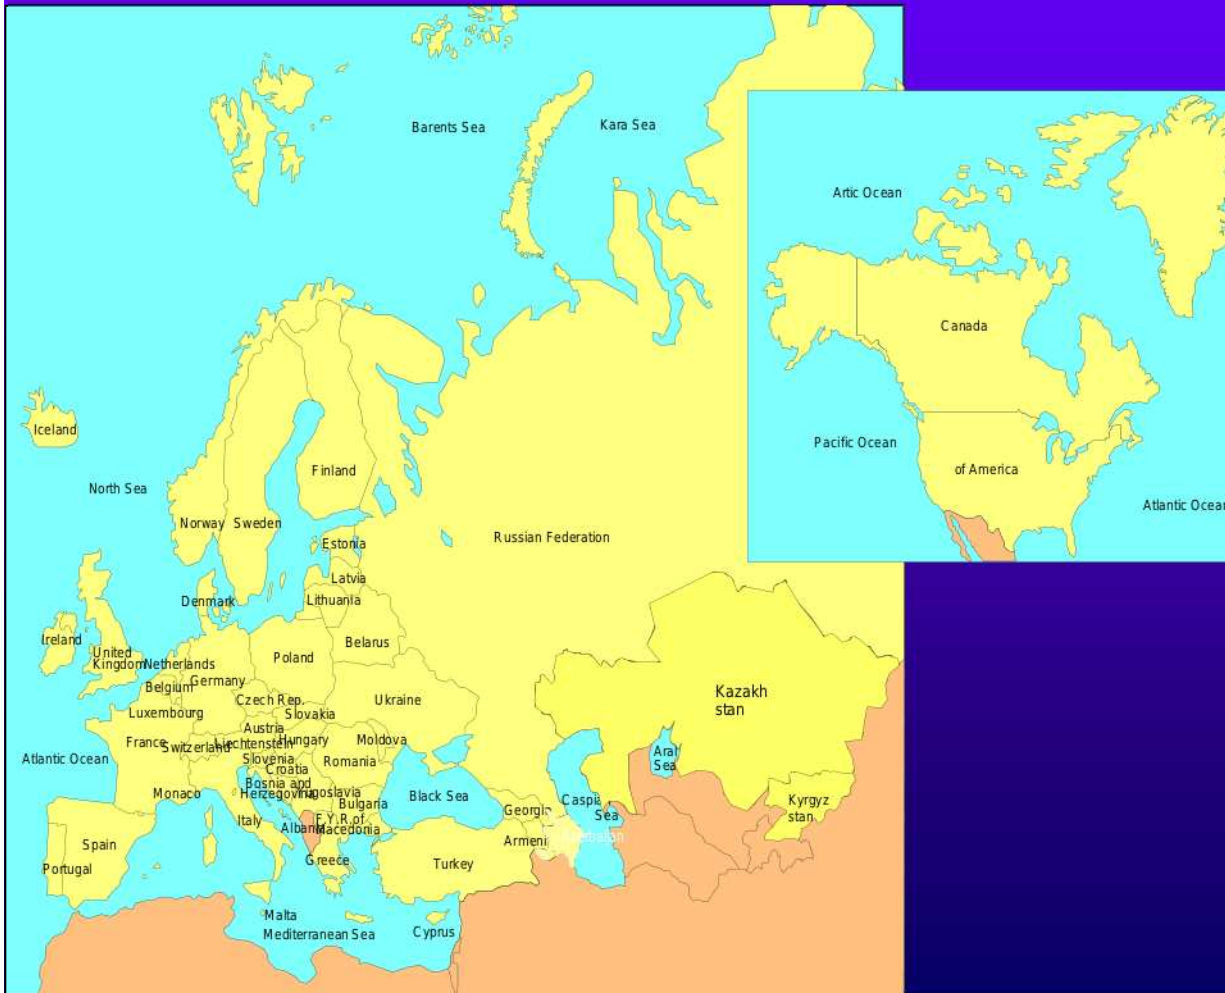 Barents Sea
Kara Sea
Artic Ocean
Canada
Iceland
Pacific Ocean
of America
Finland
North Sea
Atlantic Ocean
Norway
Sweden
Russian Federation
Estonia
Latvia
Denmark
Lithuania
Ireland
Belarus
United
Kingdom
Netherlands
Poland
Germany
Belgium
Kazakh
stan
Czech Rep.
Ukraine
Luxembourg
Slovakia
Austria
France
Switzerland
Liechtenstein
Hungary
Moldova
Atlantic Ocean
Slovenia
Romania
Aral
Sea
Croatia
Bosnia and
Herzegovina
Yugoslavia
Monaco
Black Sea
Bulgaria
Georgia
Caspi
Sea
Kyrgyz
stan
Italy
F.Y.R.of
Macedonia
Albani
Armeni
Azerbaijan
Spain
Greece
Turkey
Portugal
Malta
Mediterranean Sea
Cyprus